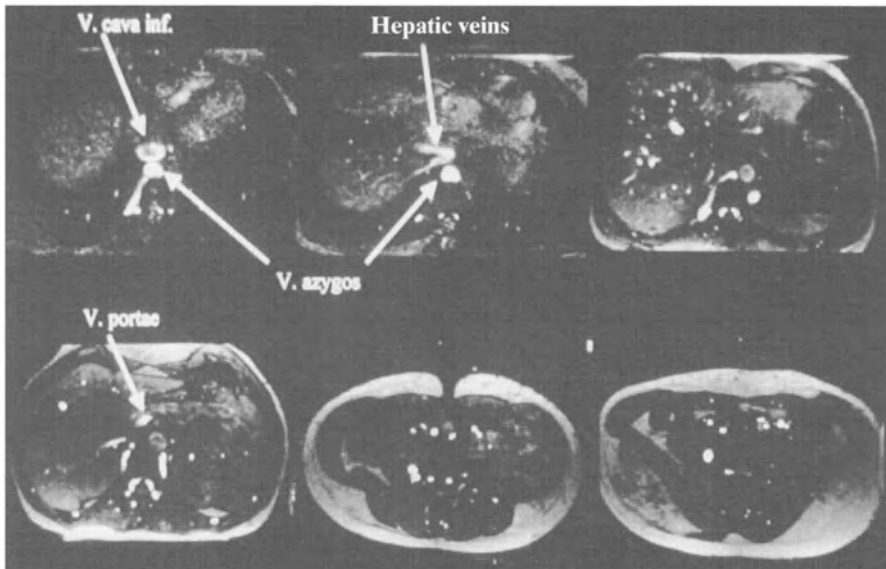 V. cava inf.
Hepatic veins
V. azygos
V. portae